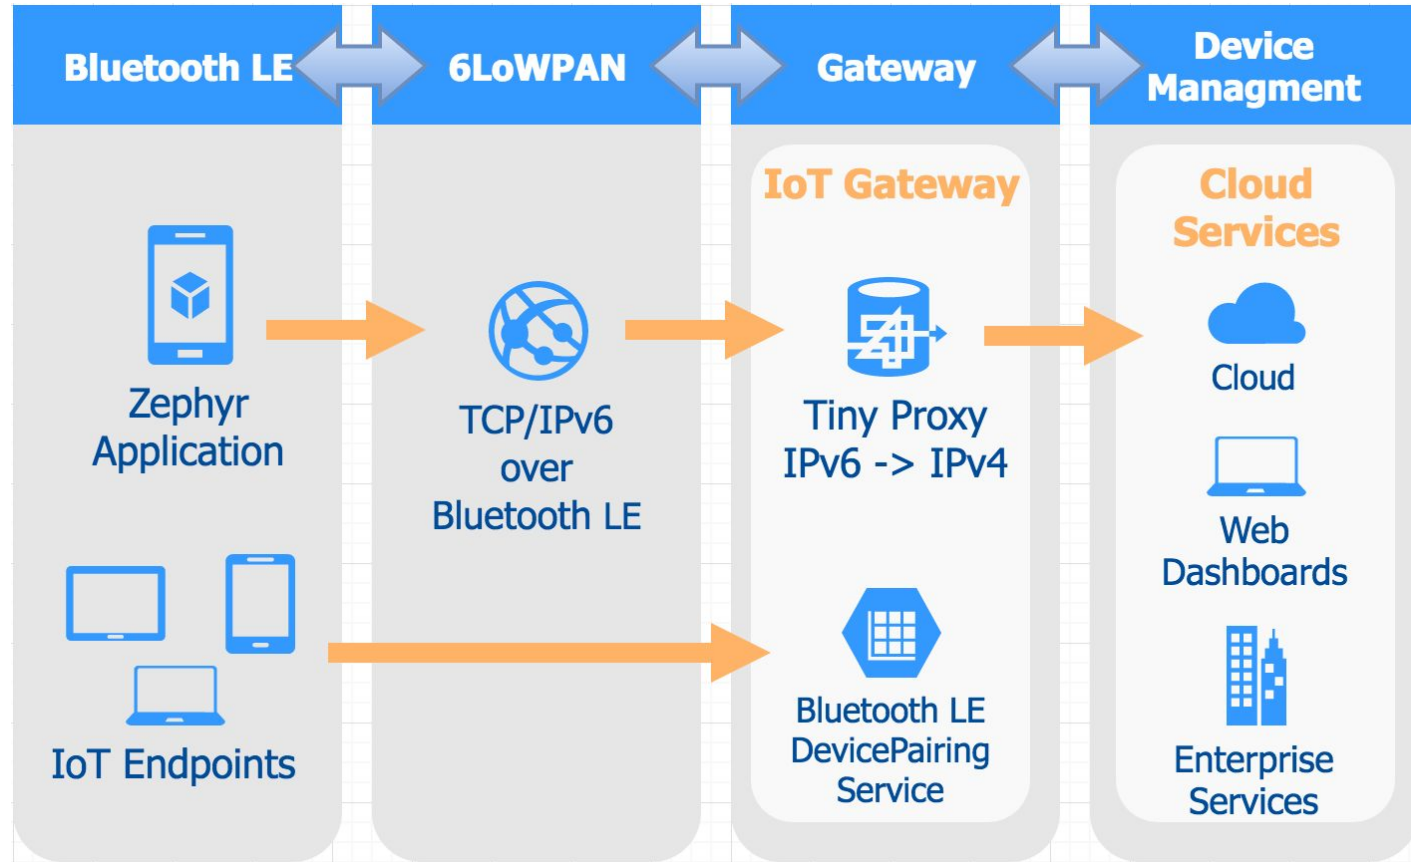 Bluetooth LE
6LoWPAN
Gateway
Device
Managment
Zephyr
Application
IoT Endpoints
TCP/IPv6
over
Bluetooth LE
IoT Gateway
Tiny Proxy
IPv6 -> IPv4
Bluetooth LE
DevicePairing
Service
Cloud
Services
Cloud
Web
Dashboards
Enterprise
Services